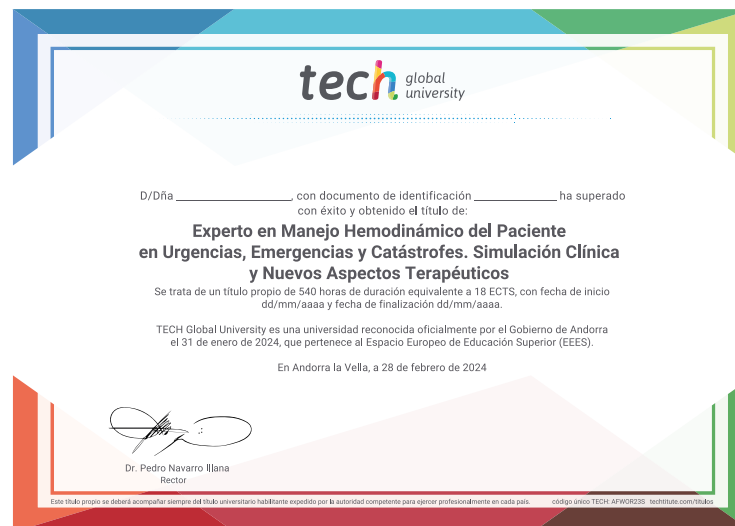 tech global university
D/Dña ________________, con documento de identificación ____________ ha superado
con éxito y obtenido el título de:
Experto en Manejo Hemodinámico del Paciente
en Urgencias, Emergencias y Catástrofes. Simulación Clínica
y Nuevos Aspectos Terapéuticos
Se trata de un título propio de 540 horas de duración equivalente a 18 ECTS, con fecha de inicio
dd/mm/aaaa y fecha de finalización dd/mm/aaaa.
TECH Global University es una universidad reconocida oficialmente por el Gobierno de Andorra
el 31 de enero de 2024, que pertenece al Espacio Europeo de Educación Superior (EEES).
En Andorra la Vella, a 28 de febrero de 2024
Dr. Pedro Navarro Illana
Rector
Este título propio se deberá acompañar siempre del título universitario habilitante expedido por la autoridad competente para ejercer profesionalmente en cada país. código único TECH: AFWOR23S techtitute.com/titulos